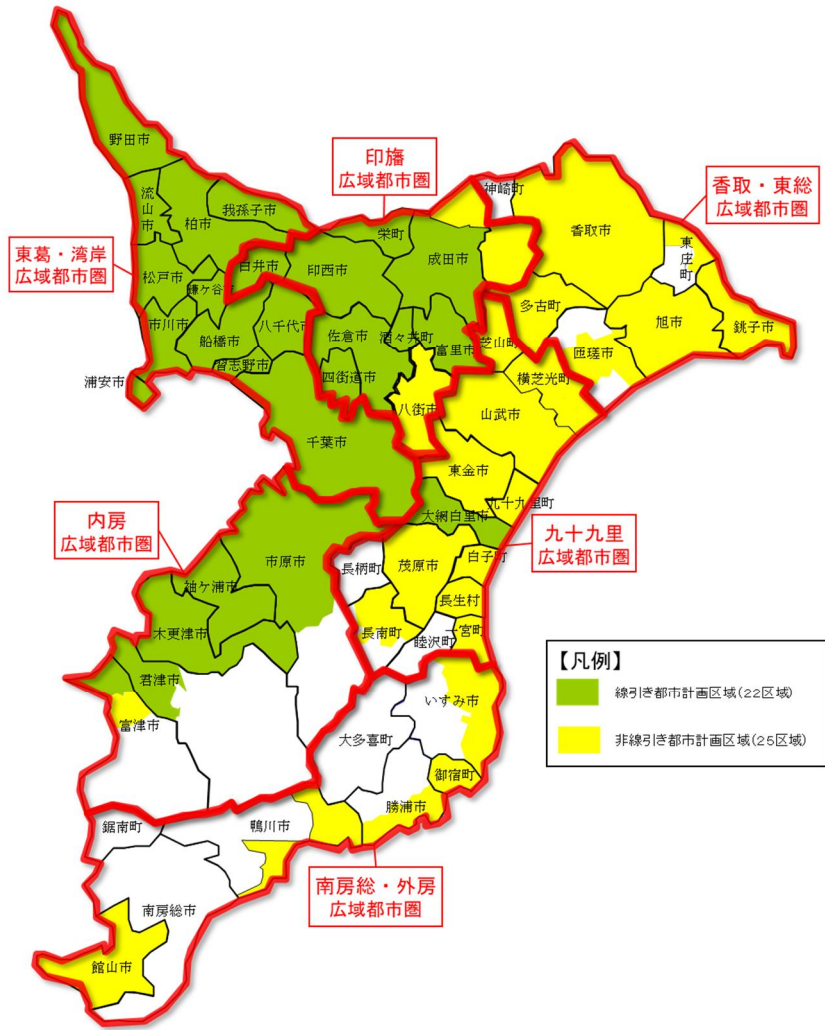 野田市
印旛
広域都市圏
神崎町
香取・東総
広域都市圏
流山市
柏市
我孫子市
栄町
成田市
香取市
東庄町
東葛・湾岸
広域都市圏
松戸市
鎌ケ谷市
白井市
印西市
多古町
旭市
銚子市
市川市
船橋市
八千代市
佐倉市
酒々井町
富里市
芝山町
匝瑳市
浦安市
習志野市
四街道市
八街市
横芝光町
山武市
千葉市
東金市
九十九里町
大網白里市
内房
広域都市圏
九十九里
広域都市圏
市原市
長柄町
茂原市
白子町
袖ケ浦市
長生村
木更津市
長南町
睦沢町
一宮町
君津市
富津市
いすみ市
大多喜町
御宿町
勝浦市
【凡例】
線引き都市計画区域(22区域)
非線引き都市計画区域(25区域)
鋸南町
鴨川市
南房総・外房
広域都市圏
南房総市
館山市